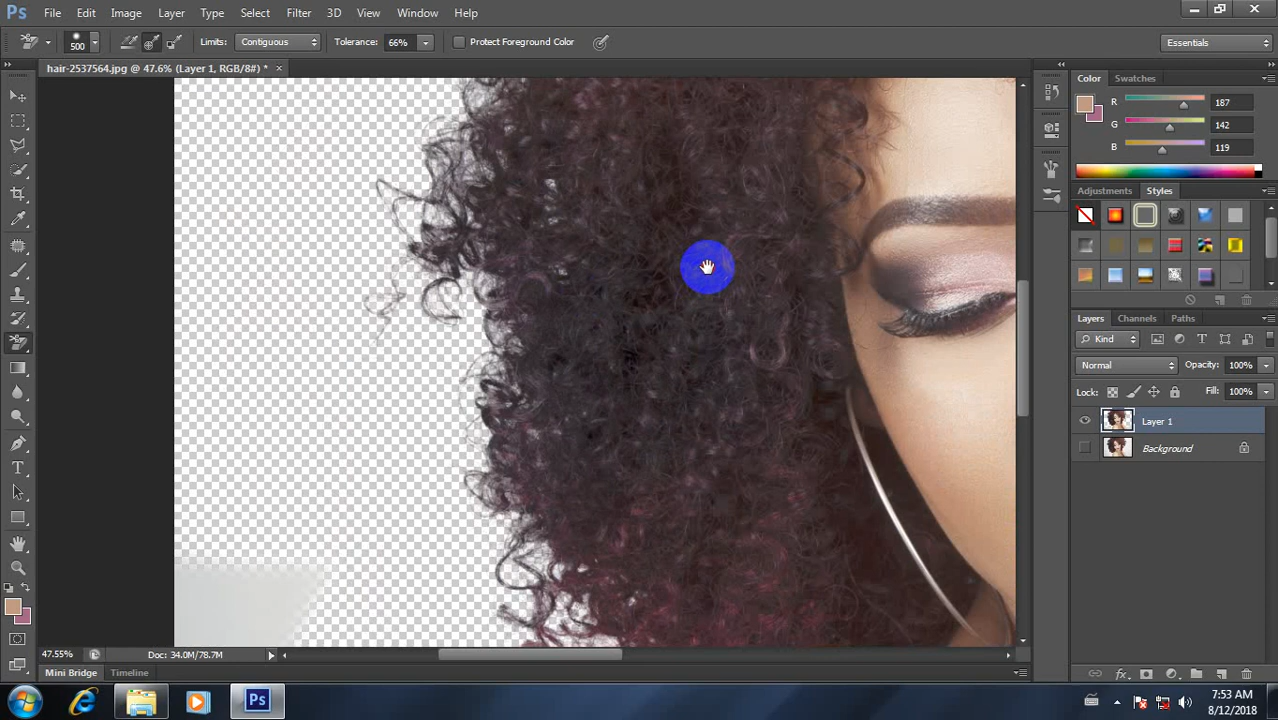 Ps File Edit Image Layer Type Select Filter 3D View Window Help
500 Limits: Contiguous Tolerance: 66% Protect Foreground Color Essentials
hair-2537564.jpg @ 47.6% (Layer 1, RGB/8#) * ×
Color Swatches
R 187
G 142
B 119
Adjustments Styles
Layers Channels Paths
Kind
Normal Opacity: 100%
Lock: Fill: 100%
Layer 1
Background
47.55% Doc: 34.0M/78.7M
Mini Bridge Timeline
Ps
7:53 AM
8/12/2018